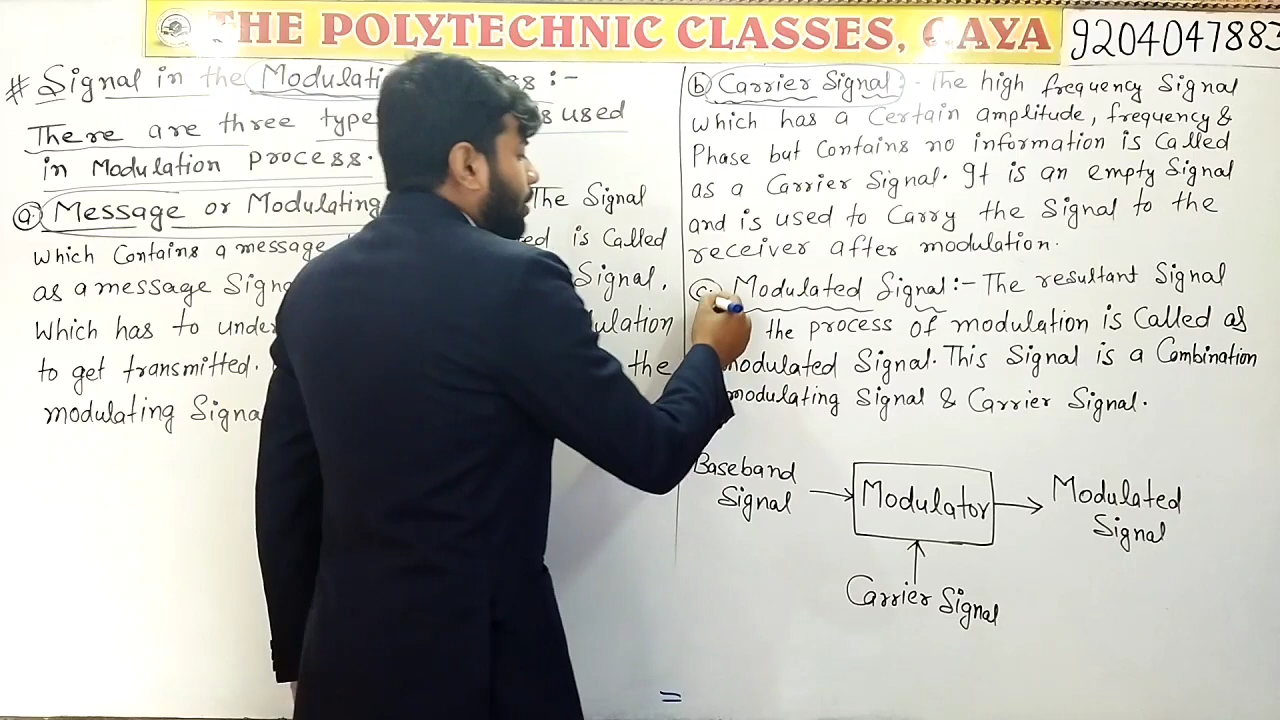 THE POLYTECHNIC CLASSES, GAYA
9204047883
# Signal in the Modulati :-
There are three type used
in Modulation process.
(a) Message or Modulating The Signal
which Contains a message ed is Called
as a message Signa Signal,
Which has to unde ulation
to get transmitted. the
modulating Signa
(b) Carrier Signal:- The high frequency Signal
which has a Certain amplitude, frequency &
Phase but Contains no information is Called
as a Carrier Signal. It is an empty Signal
and is used to Carry the Signal to the
receiver after modulation.
(c) Modulated Signal:- The resultant Signal
the process of modulation is Called as
modulated Signal. This Signal is a Combination
modulating Signal & Carrier Signal.
Baseband
Signal
Modulator
Modulated
Signal
Carrier Signal
=